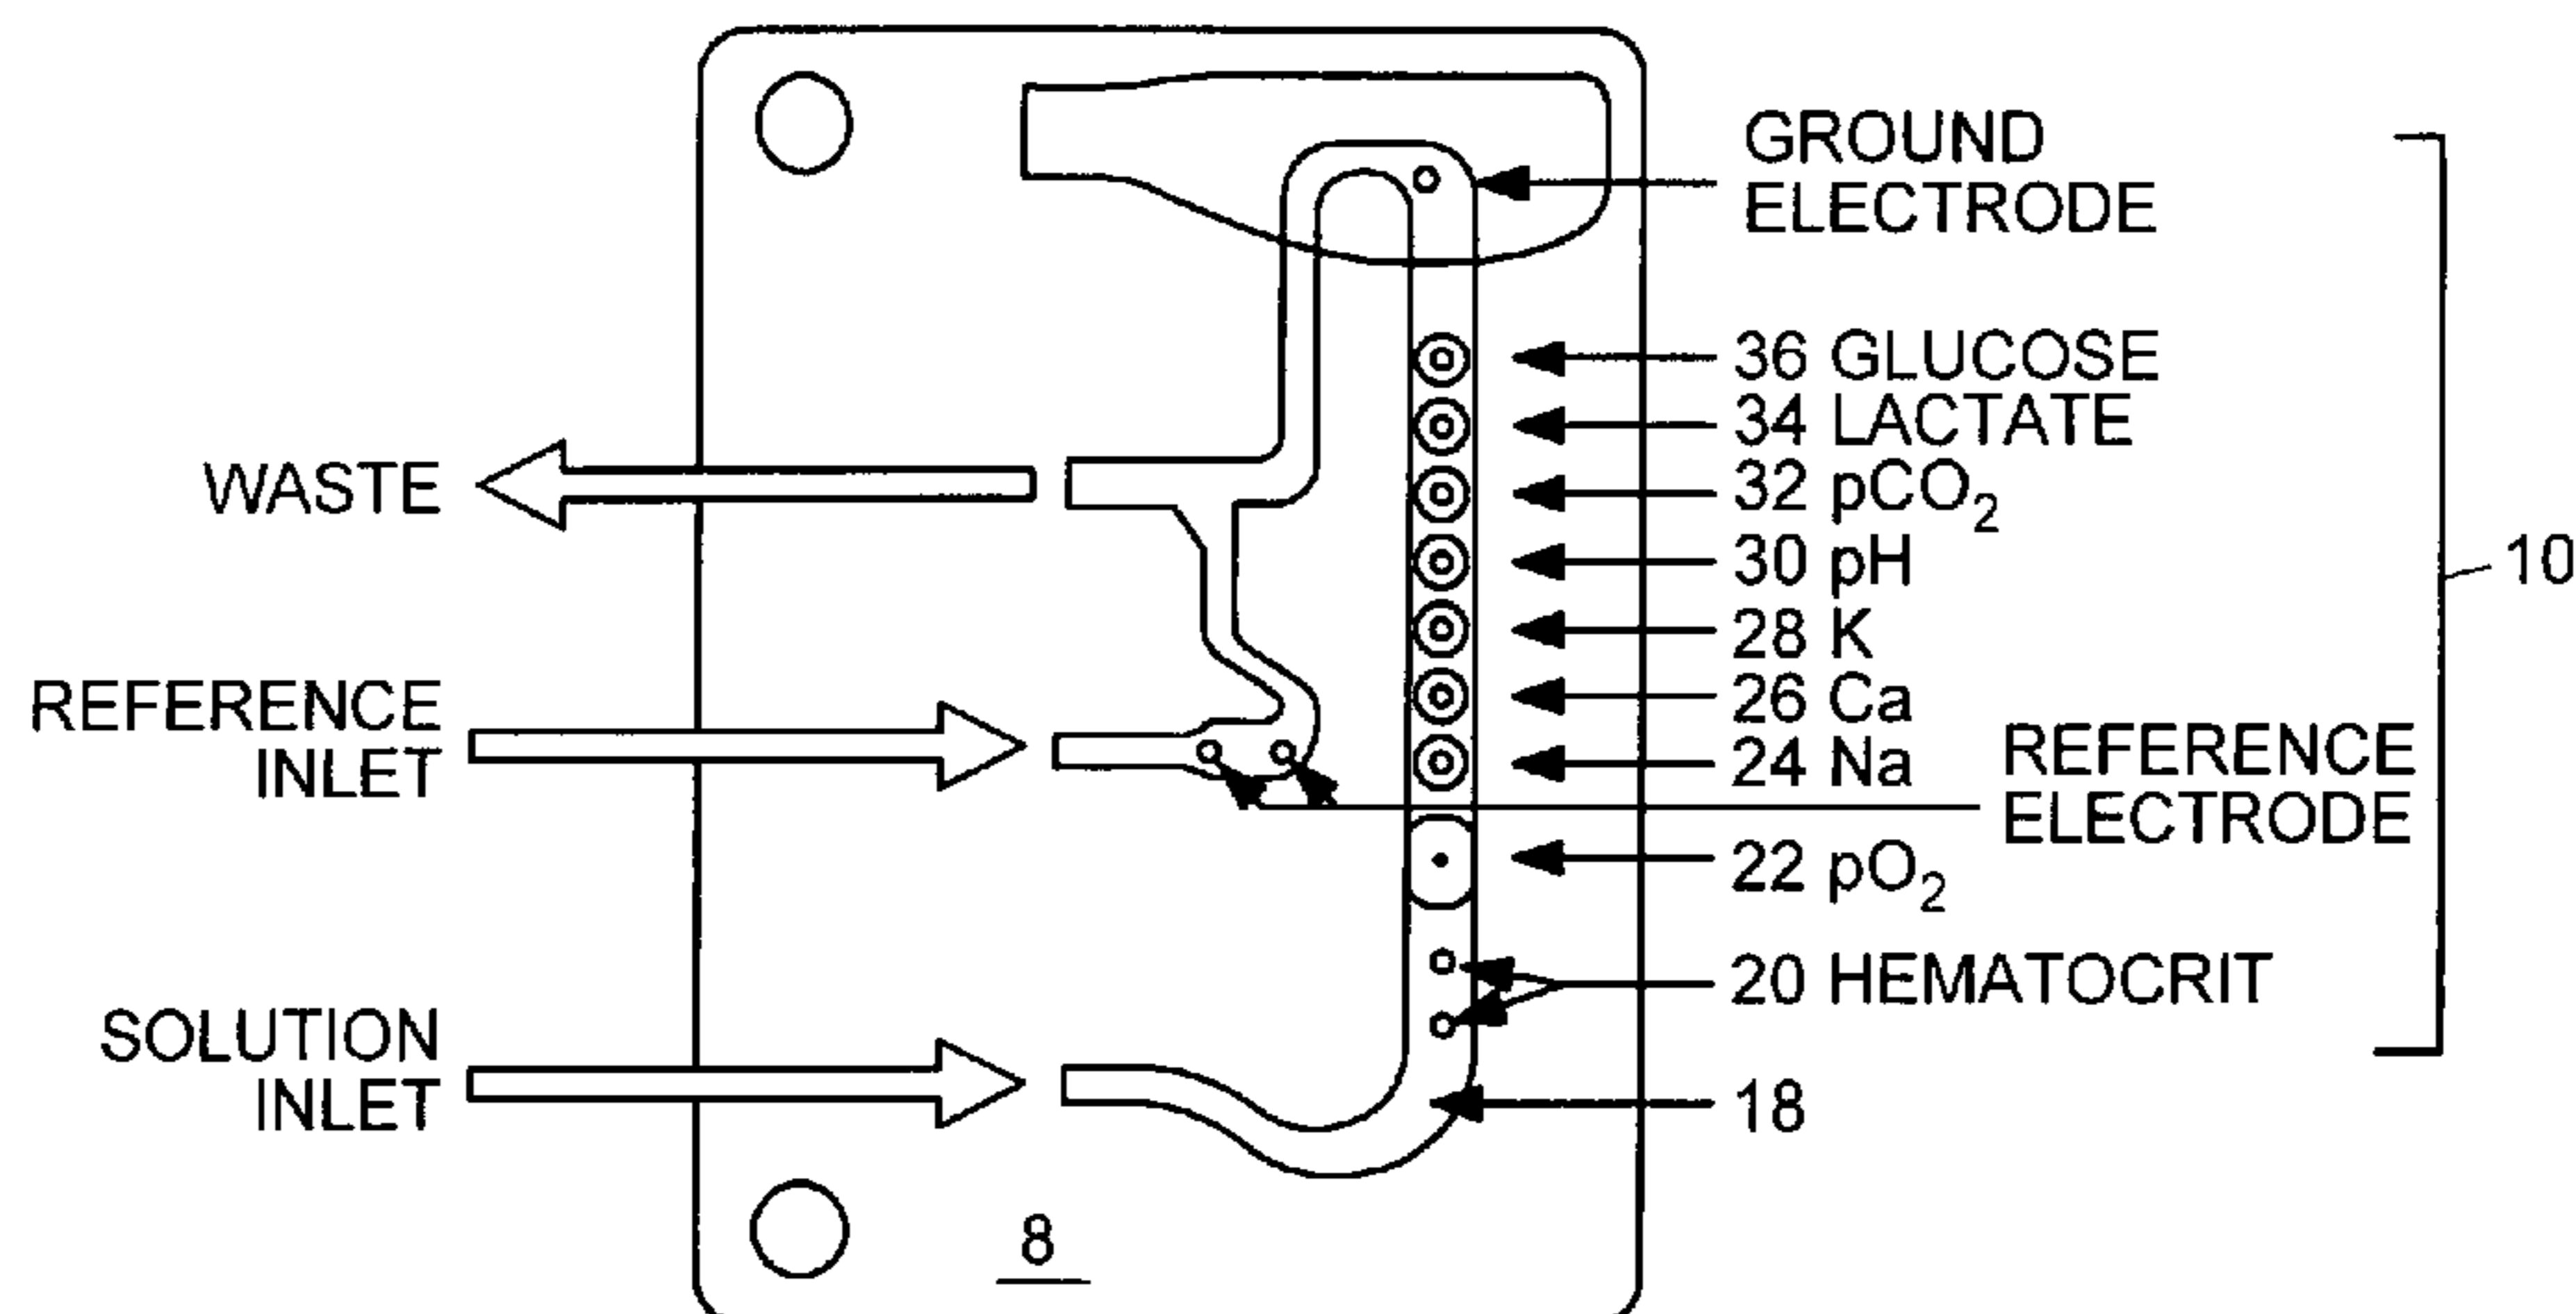 GROUND
ELECTRODE
36 GLUCOSE
34 LACTATE
WASTE
32 pCO₂
30 pH
10
28 K
REFERENCE
INLET
26 Ca
24 Na
REFERENCE
ELECTRODE
22 pO₂
20 HEMATOCRIT
SOLUTION
INLET
18
8